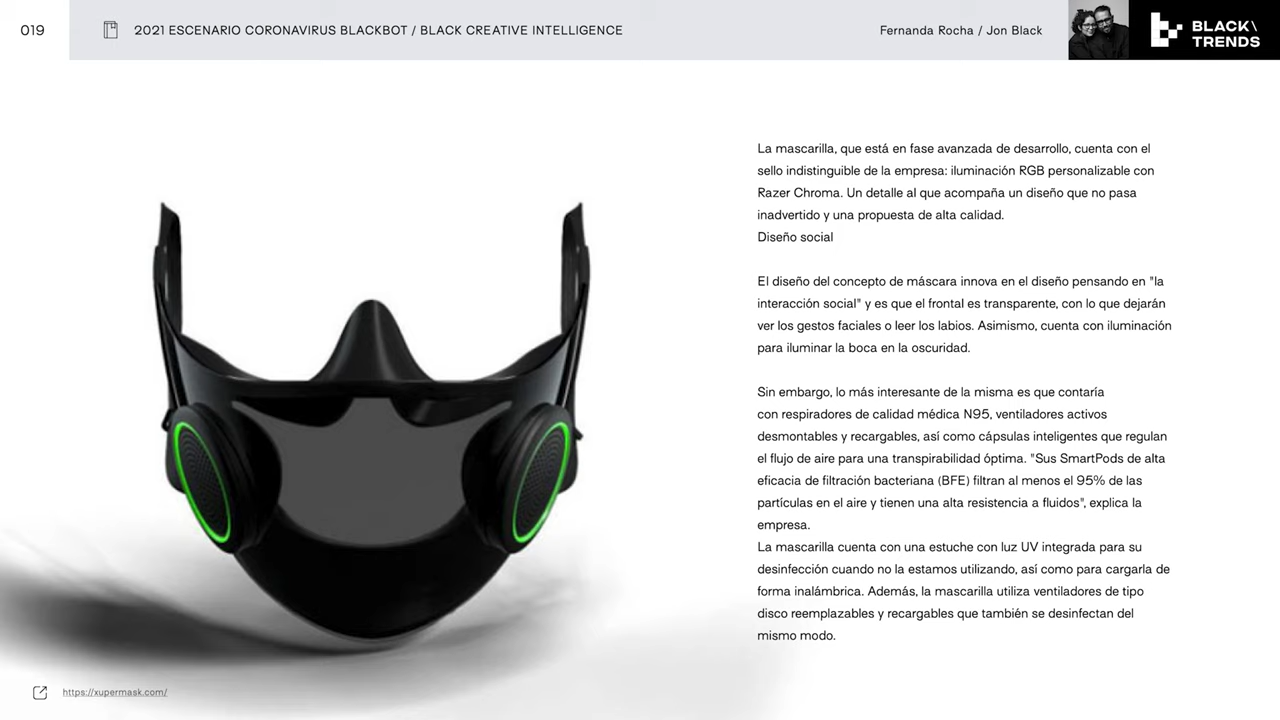 019
2021 ESCENARIO CORONAVIRUS BLACKBOT / BLACK CREATIVE INTELLIGENCE
Fernanda Rocha / Jon Black
BLACK\
TRENDS
La mascarilla, que está en fase avanzada de desarrollo, cuenta con el
sello indistinguible de la empresa: iluminación RGB personalizable con
Razer Chroma. Un detalle al que acompaña un diseño que no pasa
inadvertido y una propuesta de alta calidad.
Diseño social
El diseño del concepto de máscara innova en el diseño pensando en "la
interacción social" y es que el frontal es transparente, con lo que dejarán
ver los gestos faciales o leer los labios. Asimismo, cuenta con iluminación
para iluminar la boca en la oscuridad.
Sin embargo, lo más interesante de la misma es que contaría
con respiradores de calidad médica N95, ventiladores activos
desmontables y recargables, así como cápsulas inteligentes que regulan
el flujo de aire para una transpirabilidad óptima. "Sus SmartPods de alta
eficacia de filtración bacteriana (BFE) filtran al menos el 95% de las
partículas en el aire y tienen una alta resistencia a fluidos", explica la
empresa.
La mascarilla cuenta con una estuche con luz UV integrada para su
desinfección cuando no la estamos utilizando, así como para cargarla de
forma inalámbrica. Además, la mascarilla utiliza ventiladores de tipo
disco reemplazables y recargables que también se desinfectan del
mismo modo.
https://xupermask.com/